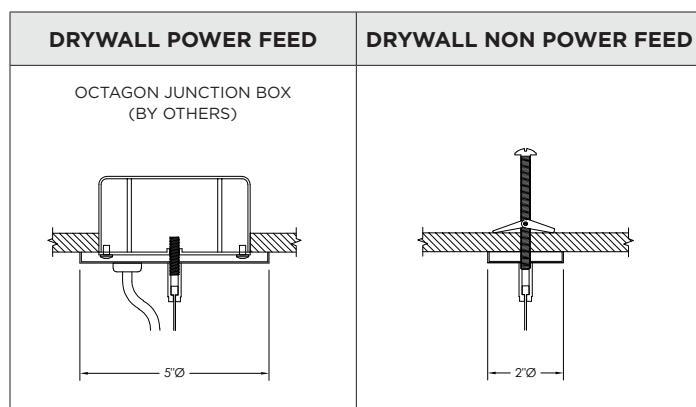 DRYWALL POWER FEED
DRYWALL NON POWER FEED
OCTAGON JUNCTION BOX
(BY OTHERS)
5"Ø
2"Ø